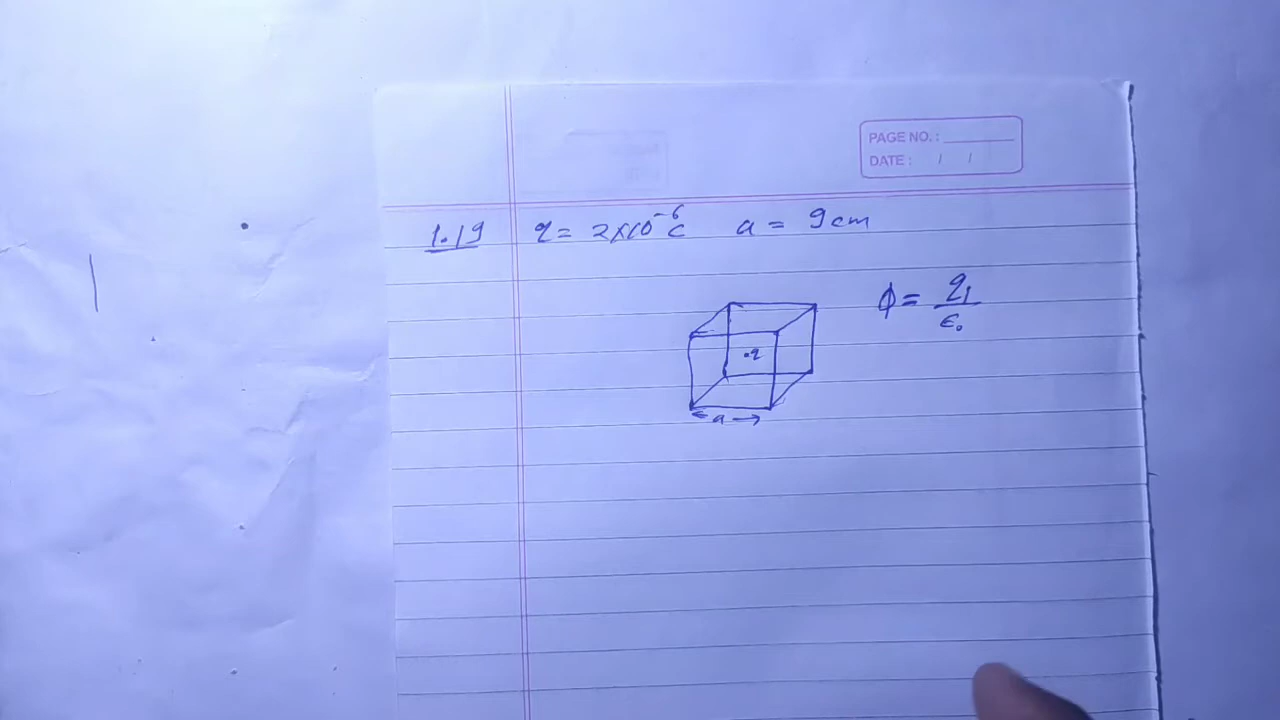 PAGE NO. :
DATE : / /
1.19 q = 2×10⁻⁶ c a = 9 cm
ϕ = q/ε₀
.q
←a→